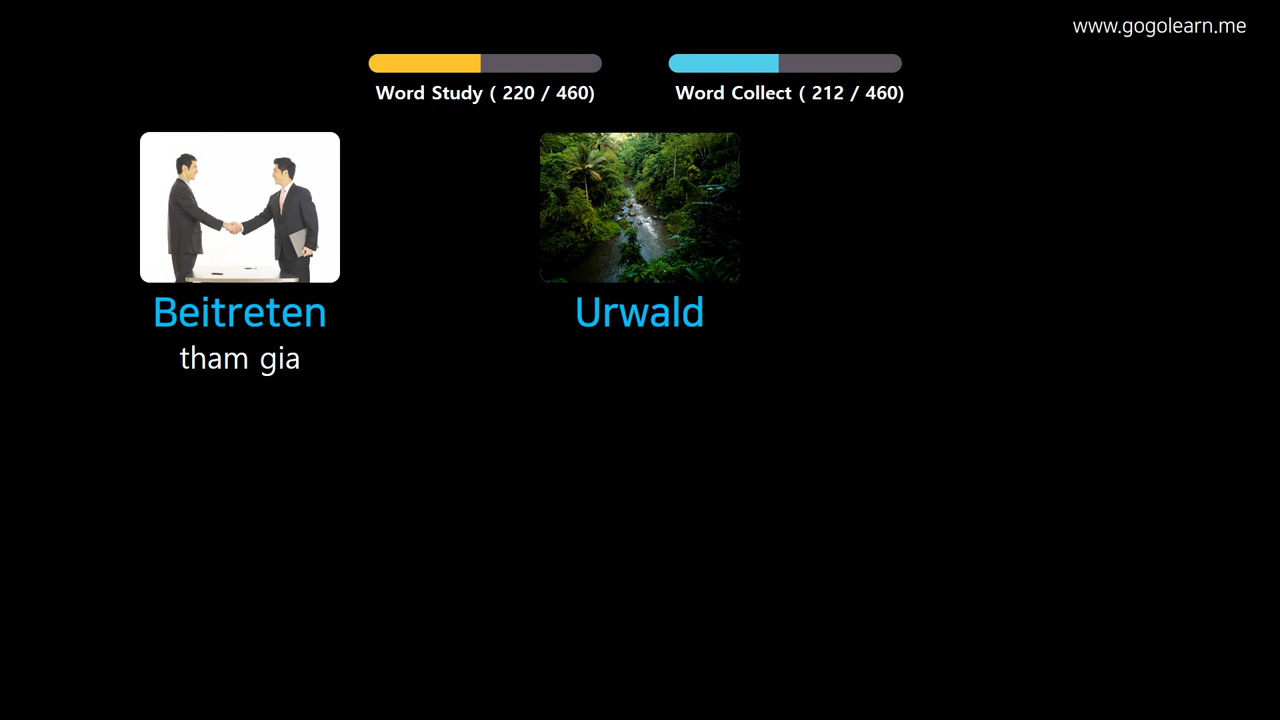 www.gogolearn.me
Word Study ( 220 / 460)
Word Collect ( 212 / 460)
Beitreten
Urwald
tham gia